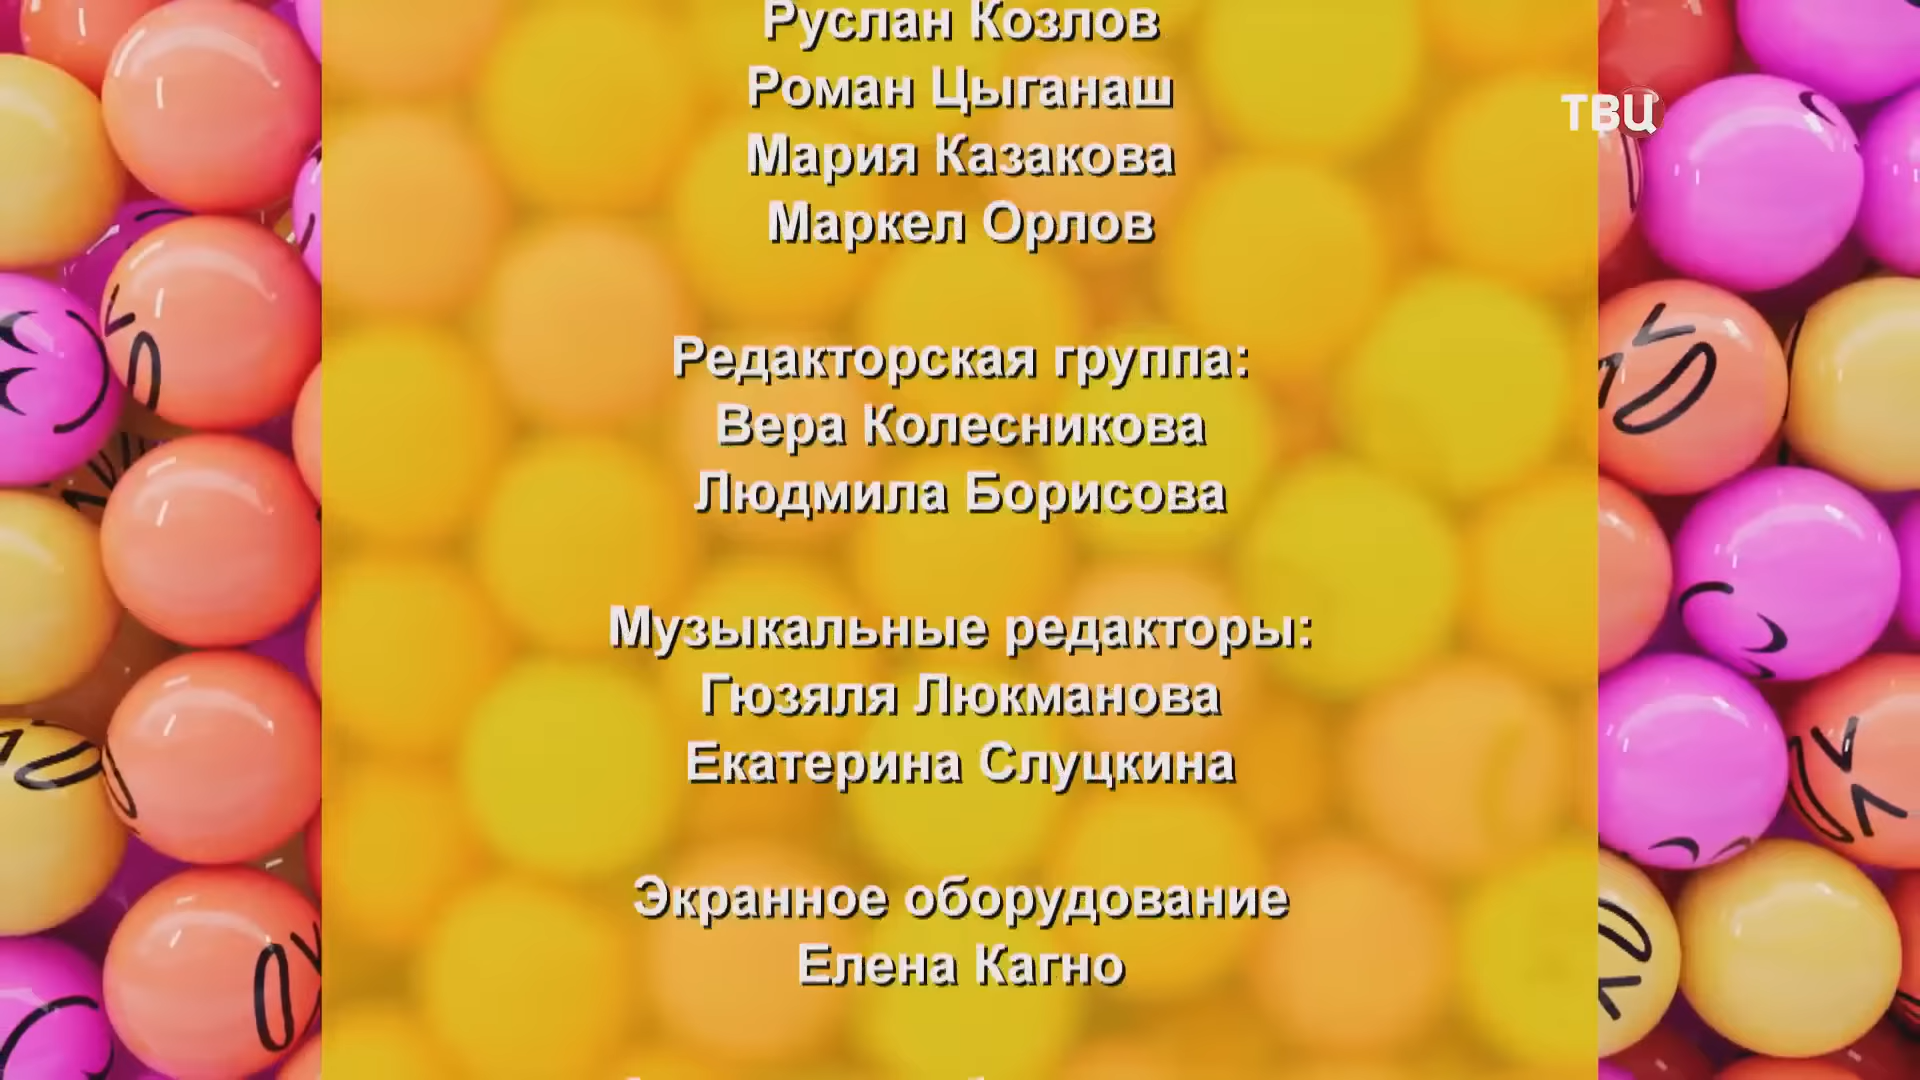 Руслан Козлов
Роман Цыганаш
ТВЦ
Мария Казакова
Маркел Орлов
Редакторская группа:
Вера Колесникова
Людмила Борисова
Музыкальные редакторы:
Гюзяля Люкманова
Екатерина Слуцкина
Экранное оборудование
Елена Кагно